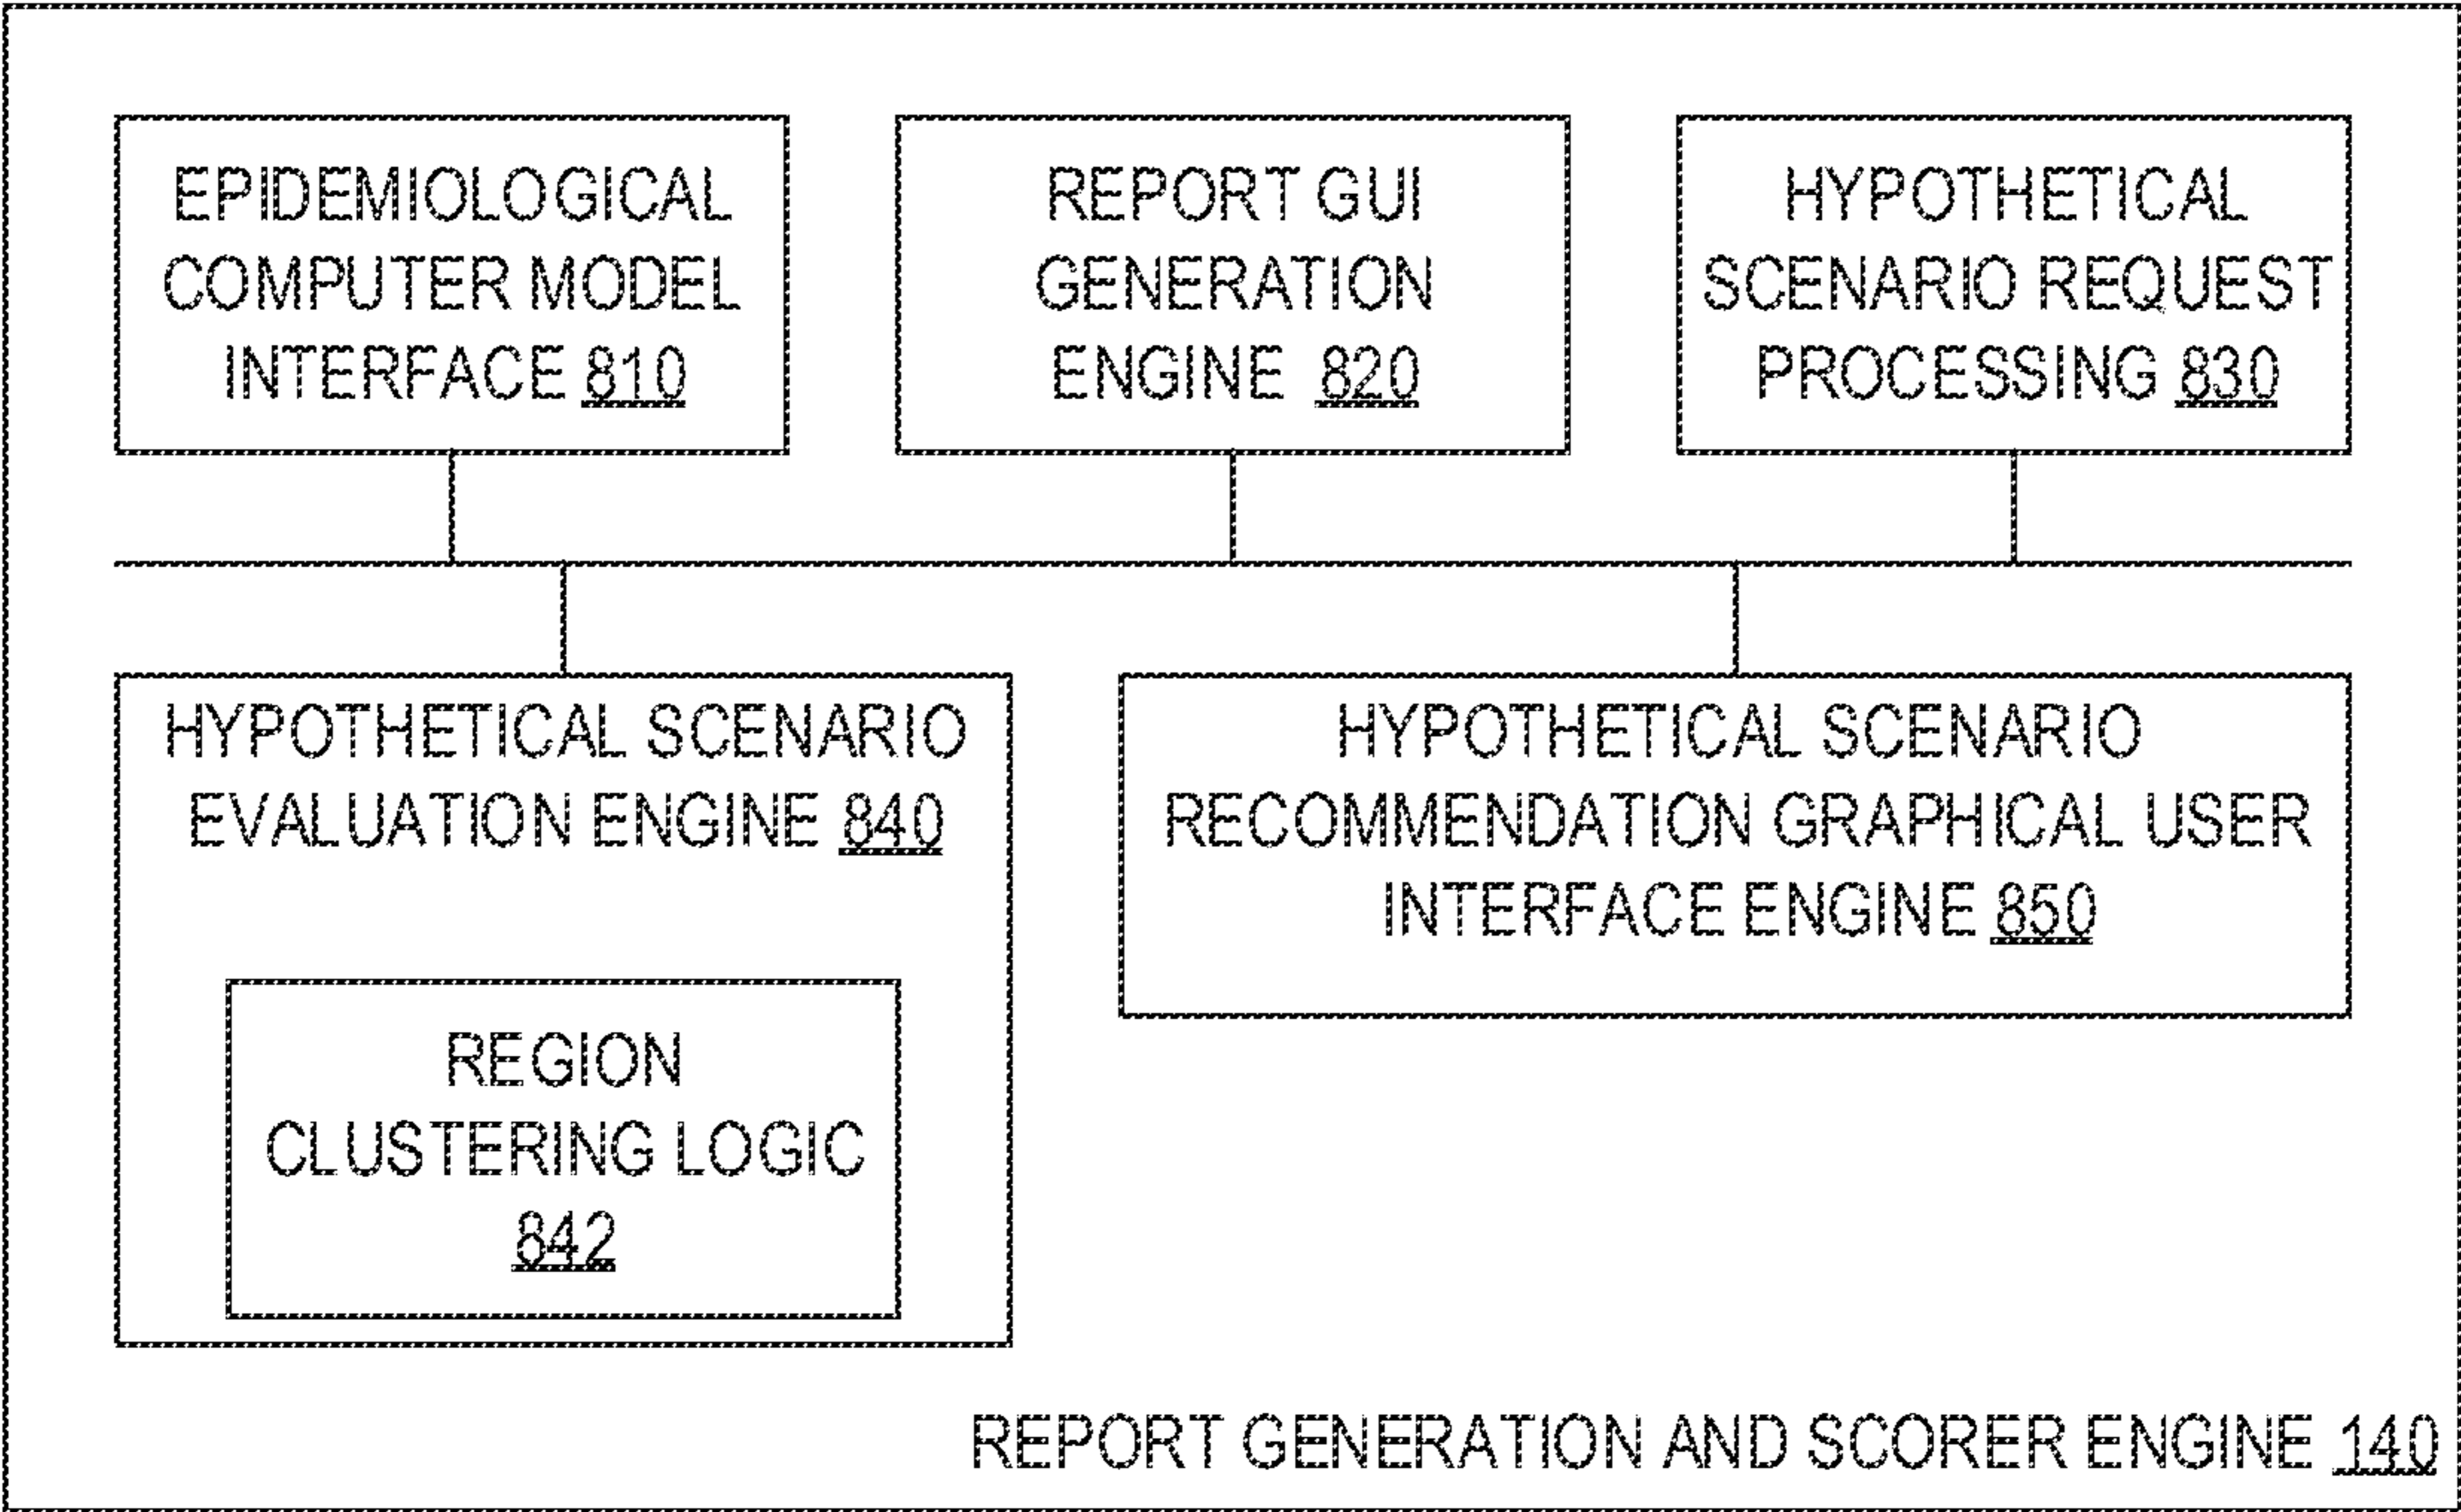 EPIDEMIOLOGICAL
COMPUTER MODEL
INTERFACE 810
REPORT GUI
GENERATION
ENGINE 820
HYPOTHETICAL
SCENARIO REQUEST
PROCESSING 830
HYPOTHETICAL SCENARIO
EVALUATION ENGINE 840
REGION
CLUSTERING LOGIC
842
HYPOTHETICAL SCENARIO
RECOMMENDATION GRAPHICAL USER
INTERFACE ENGINE 850
REPORT GENERATION AND SCORER ENGINE 140